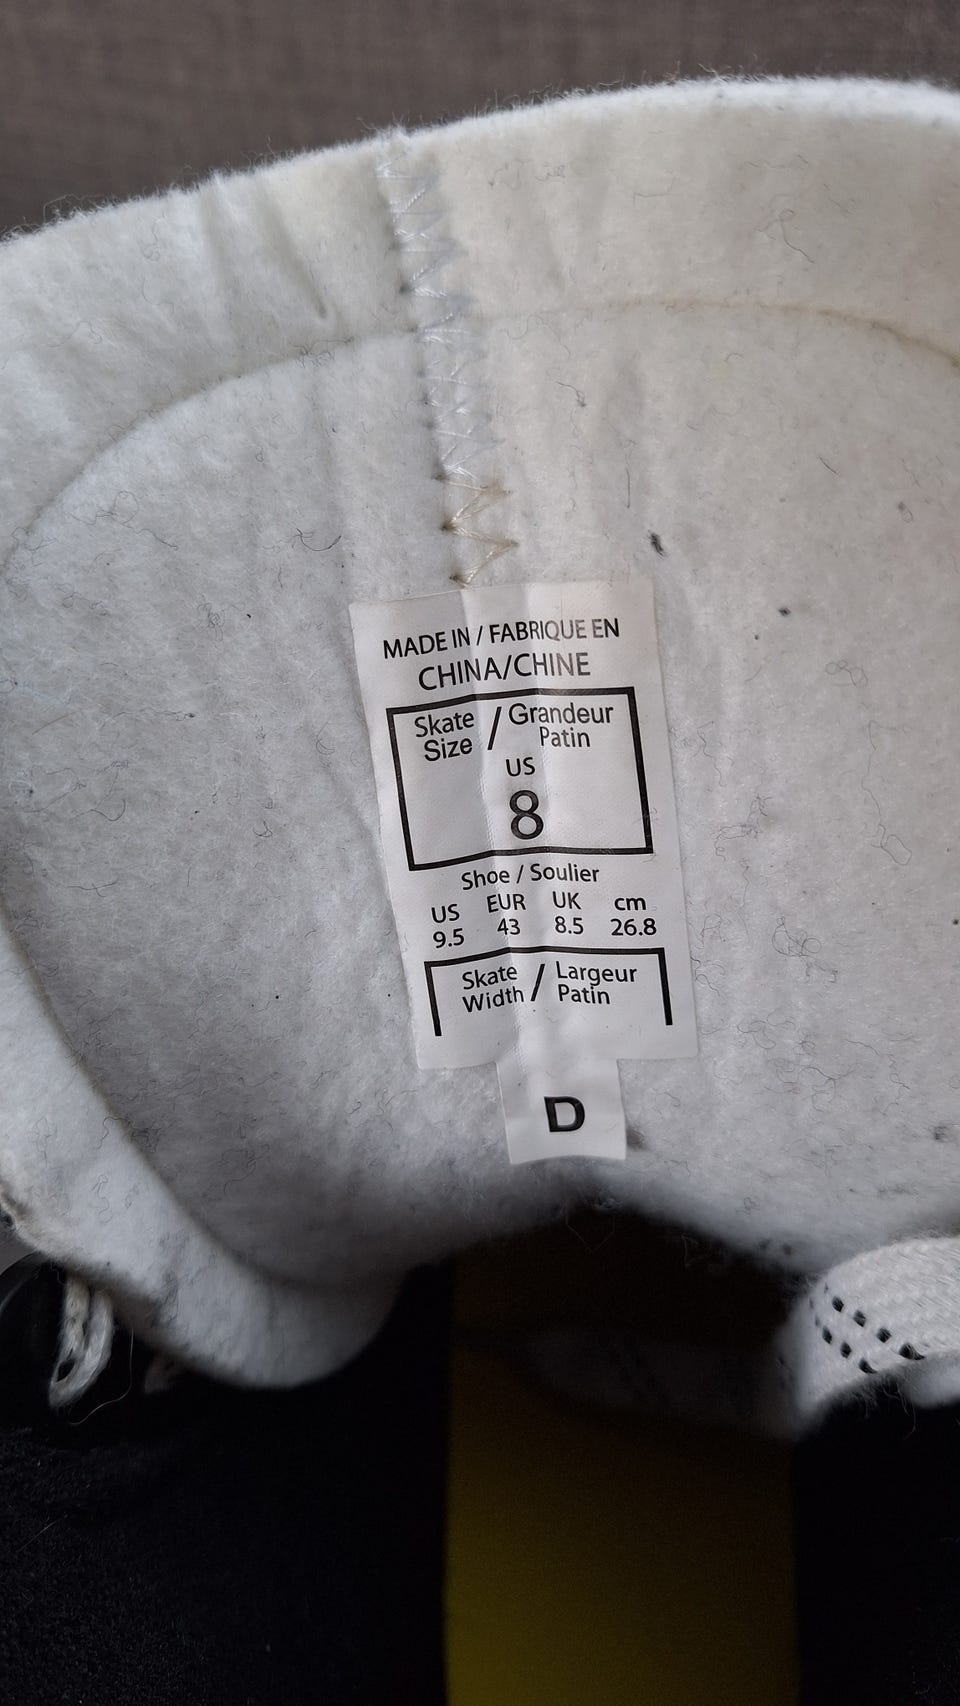 MADE IN / FABRIQUE EN
CHINA/CHINE
Skate Size / Grandeur Patin
US
8
Shoe / Soulier
US EUR UK cm
9.5 43 8.5 26.8
Skate Width / Largeur Patin
D